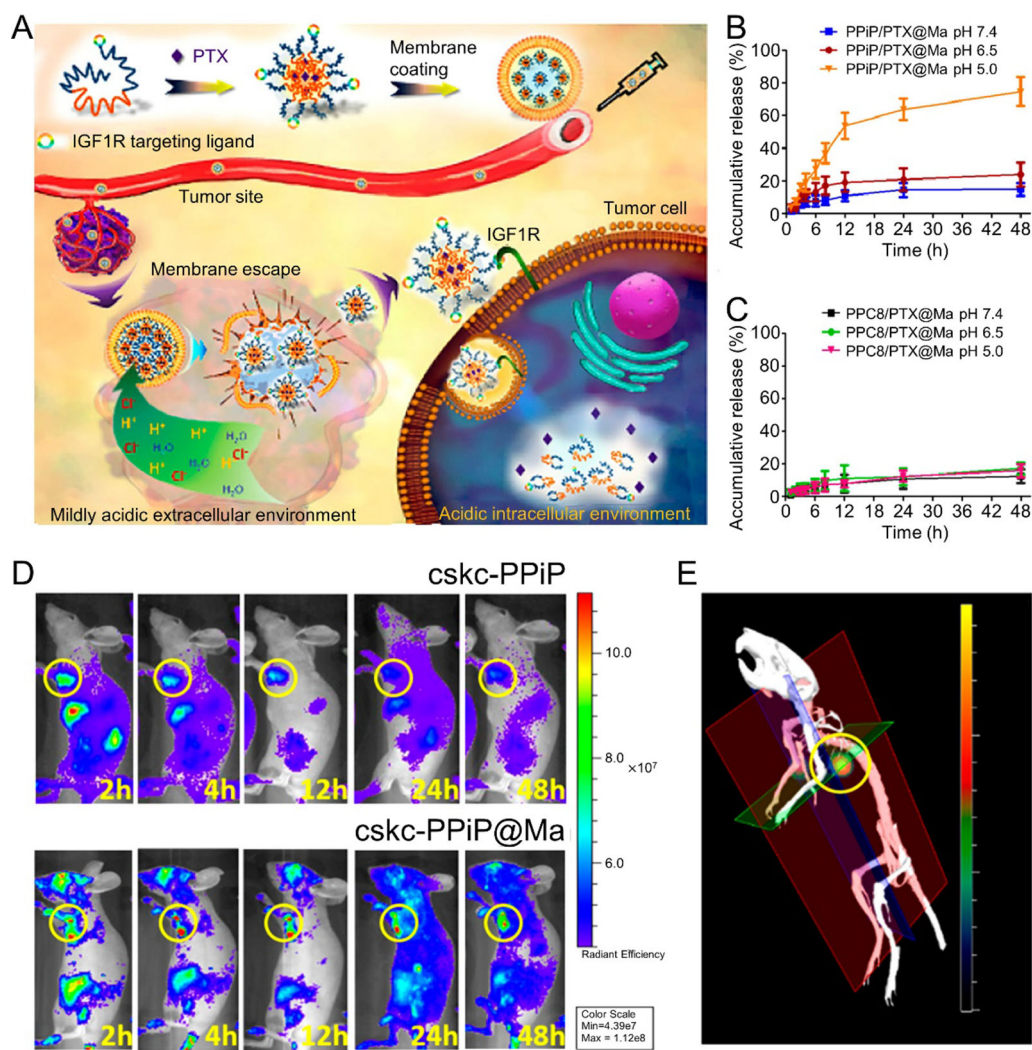 A
PTX
Membrane
coating
IGF1R targeting ligand
Tumor site
Membrane escape
IGF1R
Tumor cell
Cl-
H+
H+
H+
H2O
Cl-
H2O
H
Cl-
H+
Cl-
H2O
Mildly acidic extracellular environment
Acidic intracellular environment
B
PPiP/PTX@Ma pH 7.4
PPiP/PTX@Ma pH 6.5
PPiP/PTX@Ma pH 5.0
Accumulative release (%)
100
80
60
40
20
0
0 6 12 18 24 30 36 42 48
Time (h)
C
PPC8/PTX@Ma pH 7.4
PPC8/PTX@Ma pH 6.5
PPC8/PTX@Ma pH 5.0
Accumulative release (%)
100
80
60
40
20
0
0 6 12 18 24 30 36 42 48
Time (h)
D
cskc-PPiP
2h 4h 12h 24h 48h
cskc-PPiP@Ma
2h 4h 12h 24h 48h
10.0
8.0
×10⁷
6.0
Radiant Efficiency
Color Scale
Min=4.39e7
Max = 1.12e8
E